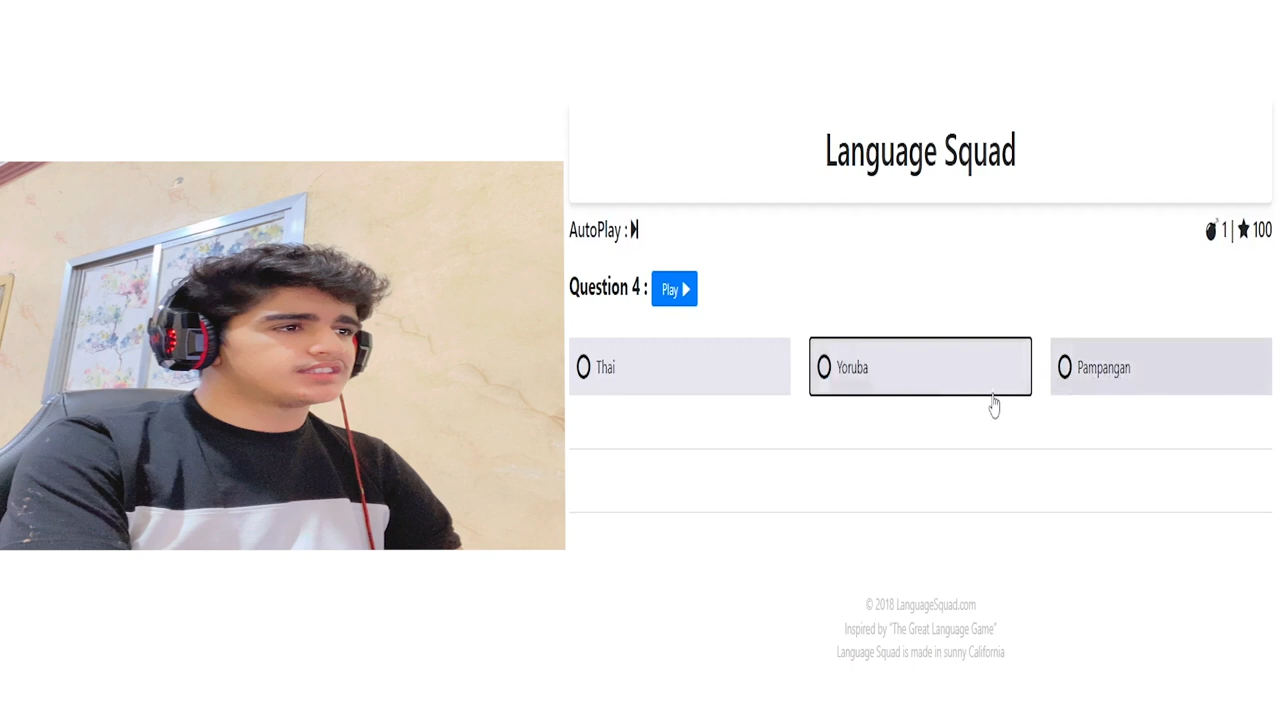 Language Squad
AutoPlay :
1 | 100
Question 4 : Play
Thai
Yoruba
Pampangan
© 2018 LanguageSquad.com
Inspired by "The Great Language Game"
Language Squad is made in sunny California